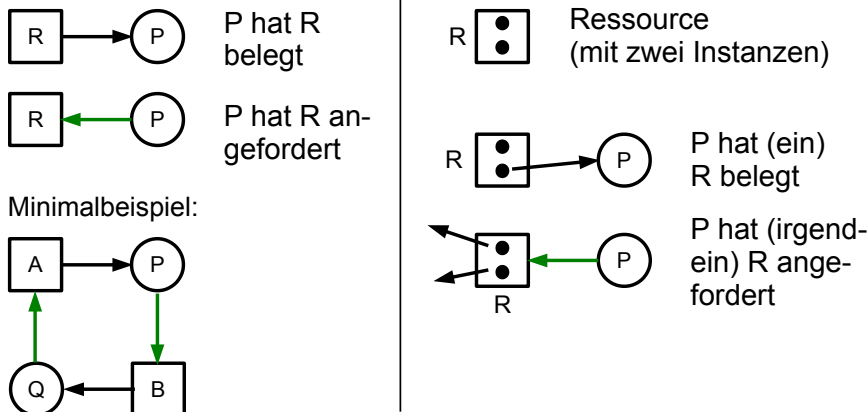 R
P
P hat R
belegt
R
P
P hat R an-
gefordert
Minimalbeispiel:
A
P
Q
B
R
Ressource
(mit zwei Instanzen)
R
P
P hat (ein)
R belegt
P
R
P hat (irgend-
ein) R ange-
fordert